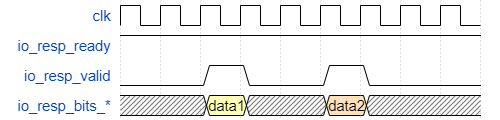 clk
io_resp_ready
io_resp_valid
io_resp_bits_* data1 data2